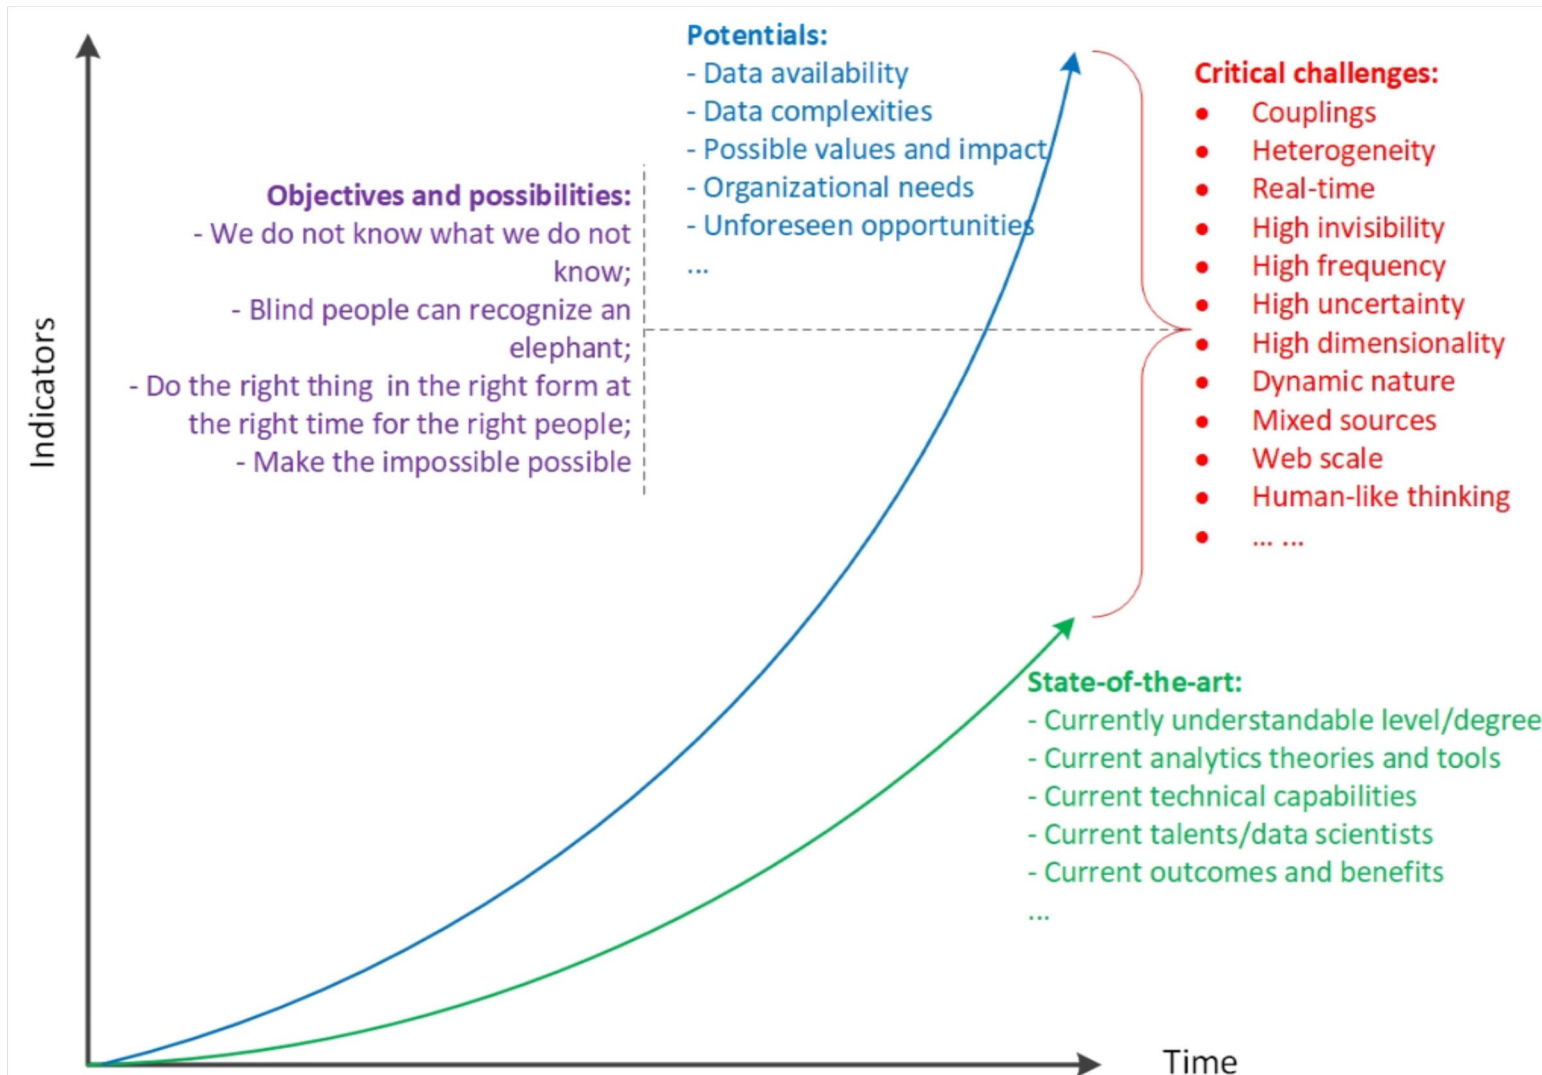 Potentials:
- Data availability
- Data complexities
- Possible values and impact
- Organizational needs
- Unforeseen opportunities
...
Critical challenges:
● Couplings
● Heterogeneity
● Real-time
● High invisibility
● High frequency
● High uncertainty
● High dimensionality
● Dynamic nature
● Mixed sources
● Web scale
● Human-like thinking
● ... ...
Objectives and possibilities:
- We do not know what we do not
know;
- Blind people can recognize an
elephant;
- Do the right thing in the right form at
the right time for the right people;
- Make the impossible possible
Indicators
State-of-the-art:
- Currently understandable level/degree
- Current analytics theories and tools
- Current technical capabilities
- Current talents/data scientists
- Current outcomes and benefits
...
Time